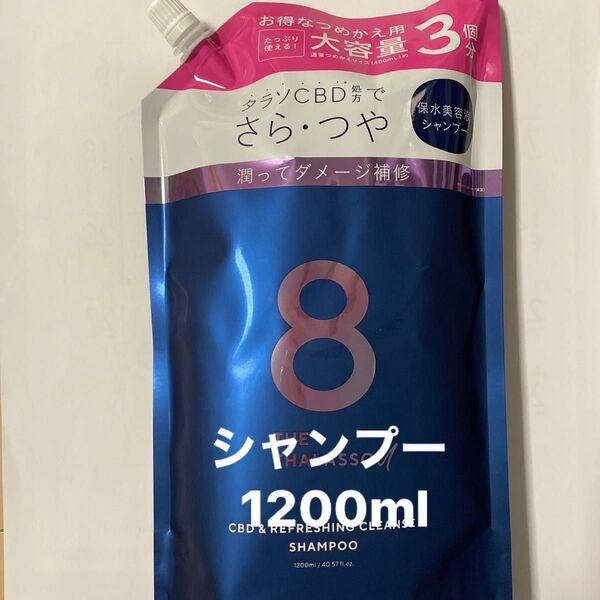 お得なつめかえ用
たっぷり
使える!
大容量
3
個
分
通常つめかえサイズ(400mL)の
タラソCBD処方で
さら・つや
保水美容液
シャンプー
潤ってダメージ補修
8
THE
THALASSO
シャンプー
1200ml
CBD & REFRESHING CLEANSE
SHAMPOO
1200ml / 40.57 fl.oz.